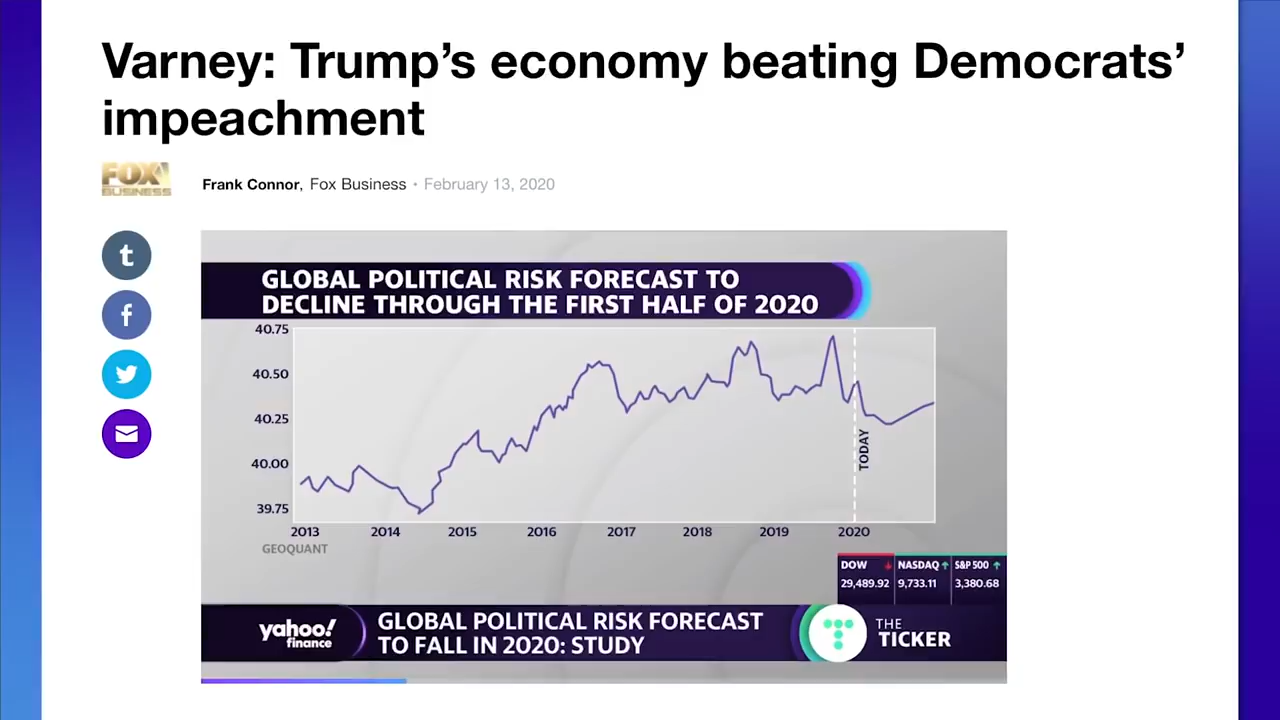 Varney: Trump’s economy beating Democrats’
impeachment
FOX
BUSINESS
Frank Connor, Fox Business • February 13, 2020
t
f
GLOBAL POLITICAL RISK FORECAST TO
DECLINE THROUGH THE FIRST HALF OF 2020
40.75
40.50
40.25
40.00
39.75
TODAY
2013 2014 2015 2016 2017 2018 2019 2020
GEOQUANT
DOW NASDAQ S&P 500
29,489.92 9,733.11 3,380.68
yahoo!
finance
GLOBAL POLITICAL RISK FORECAST
TO FALL IN 2020: STUDY
THE
TICKER